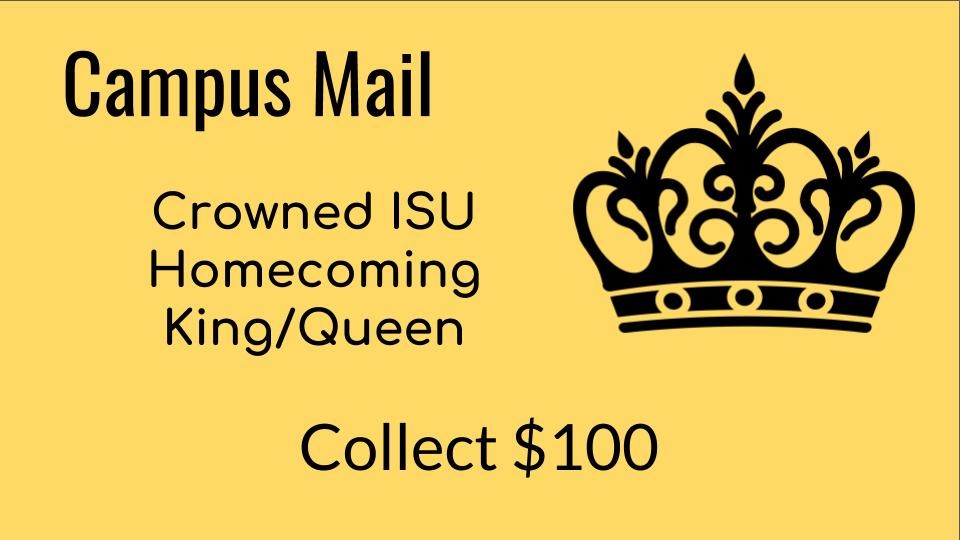 Campus Mail
Crowned ISU
Homecoming
King/Queen
Collect $100